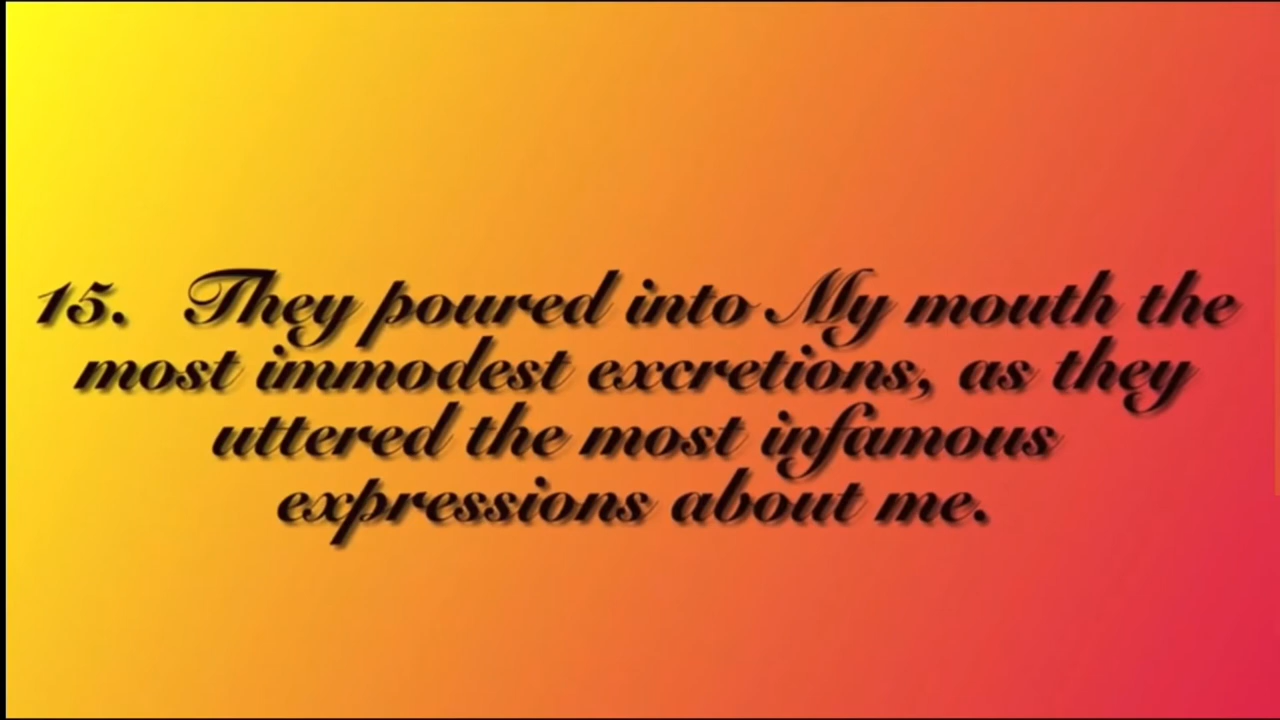 15. They poured into My mouth the
most immodest excretions, as they
uttered the most infamous
expressions about me.